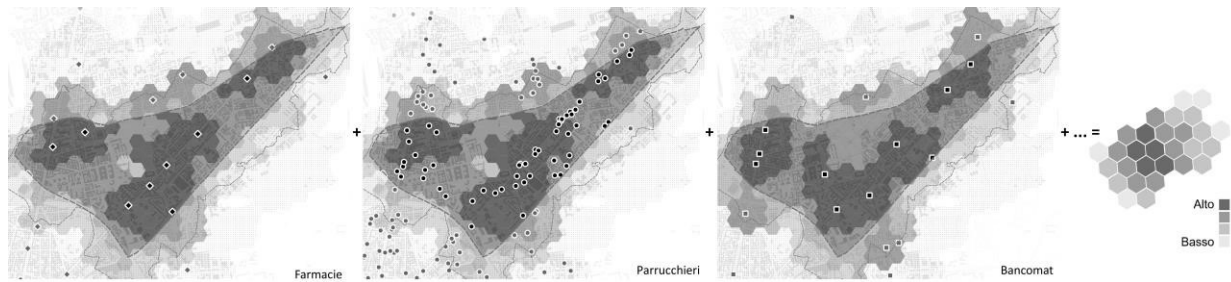 Farmacie
+
Parrucchieri
+
Bancomat
+ ... =
Alto
Basso